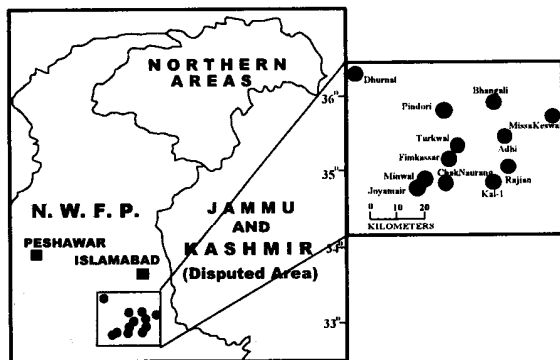 NORTHERN
AREAS
N. W. F. P.
PESHAWAR
ISLAMABAD
JAMMU
AND
KASHMIR
(Disputed Area)
36°
35°
34°
33°
Dhurnal
Bhangali
Pindori
MissaKeswal
Turkwal
Adhi
Fimkassar
Minwal
ChakNaurang
Rajian
Joyamair
Kal-1
0 10 20
KILOMETERS